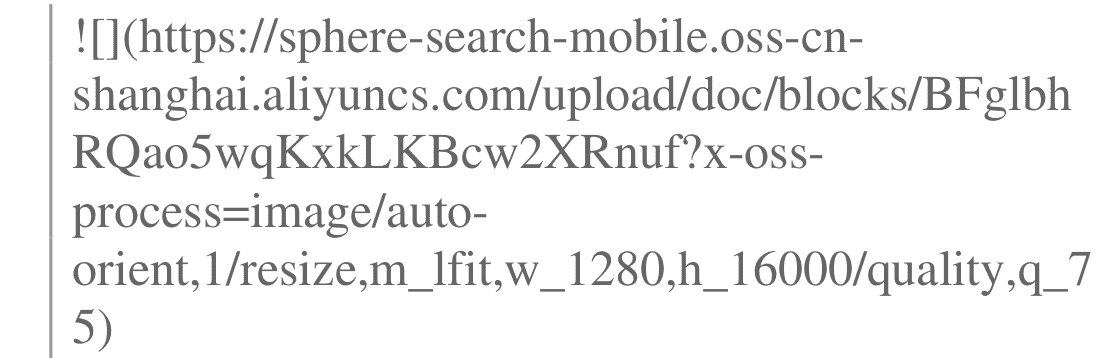 ![](https://sphere-search-mobile.oss-cn-
shanghai.aliyuncs.com/upload/doc/blocks/BFglbh
RQao5wqKxkLKBcw2XRnuf?x-oss-
process=image/auto-
orient,1/resize,m_lfit,w_1280,h_16000/quality,q_7
5)